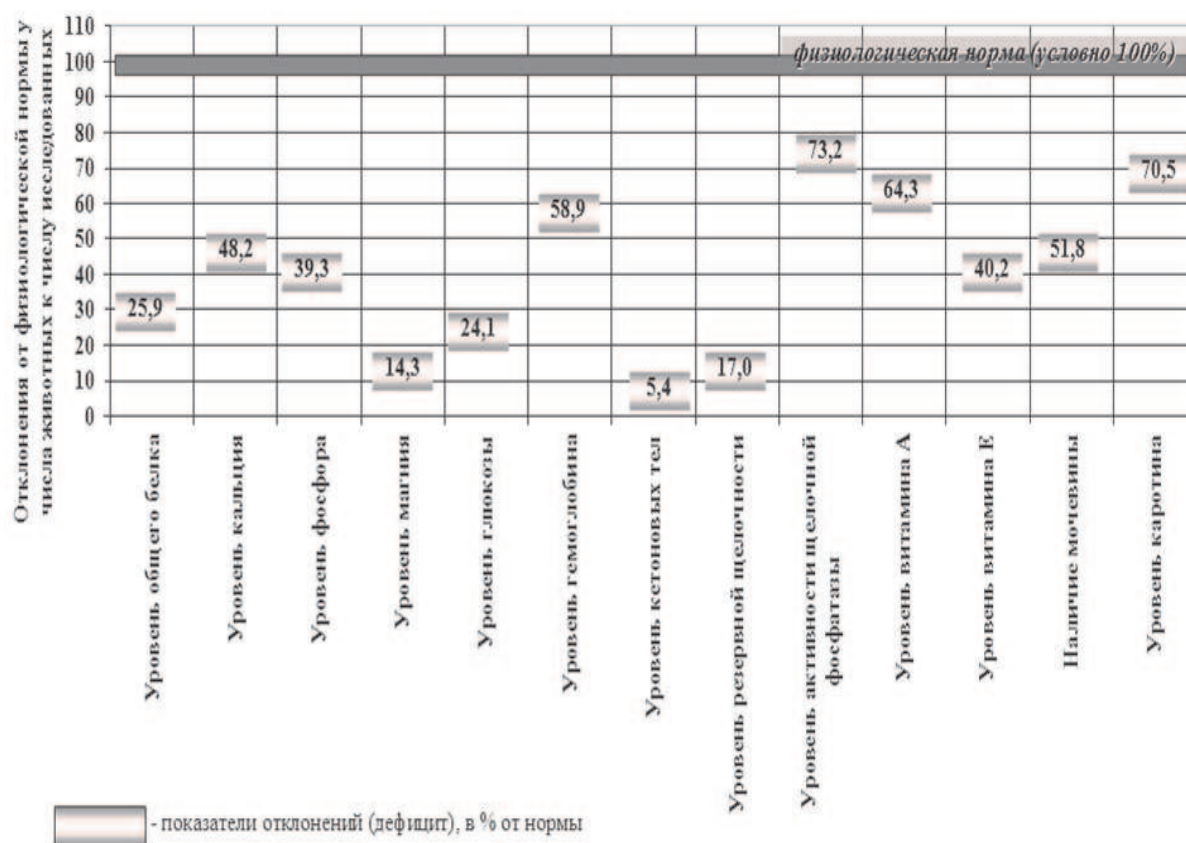 Отклонения от физиологической нормы у
числа животных к числу исследованных
110
100
90
80
70
60
50
40
30
20
10
0
физиологическая норма (условно 100%)
25,9
48,2
39,3
14,3
24,1
58,9
5,4
17,0
73,2
64,3
40,2
51,8
70,5
Уровень общего белка
Уровень кальция
Уровень фосфора
Уровень магния
Уровень глюкозы
Уровень гемоглобина
Уровень кетоновых тел
Уровень резервной щелочности
Уровень активности щелочной
фосфатазы
Уровень витамина А
Уровень витамина Е
Наличие мочевины
Уровень каротина
- показатели отклонений (дефицит), в % от нормы